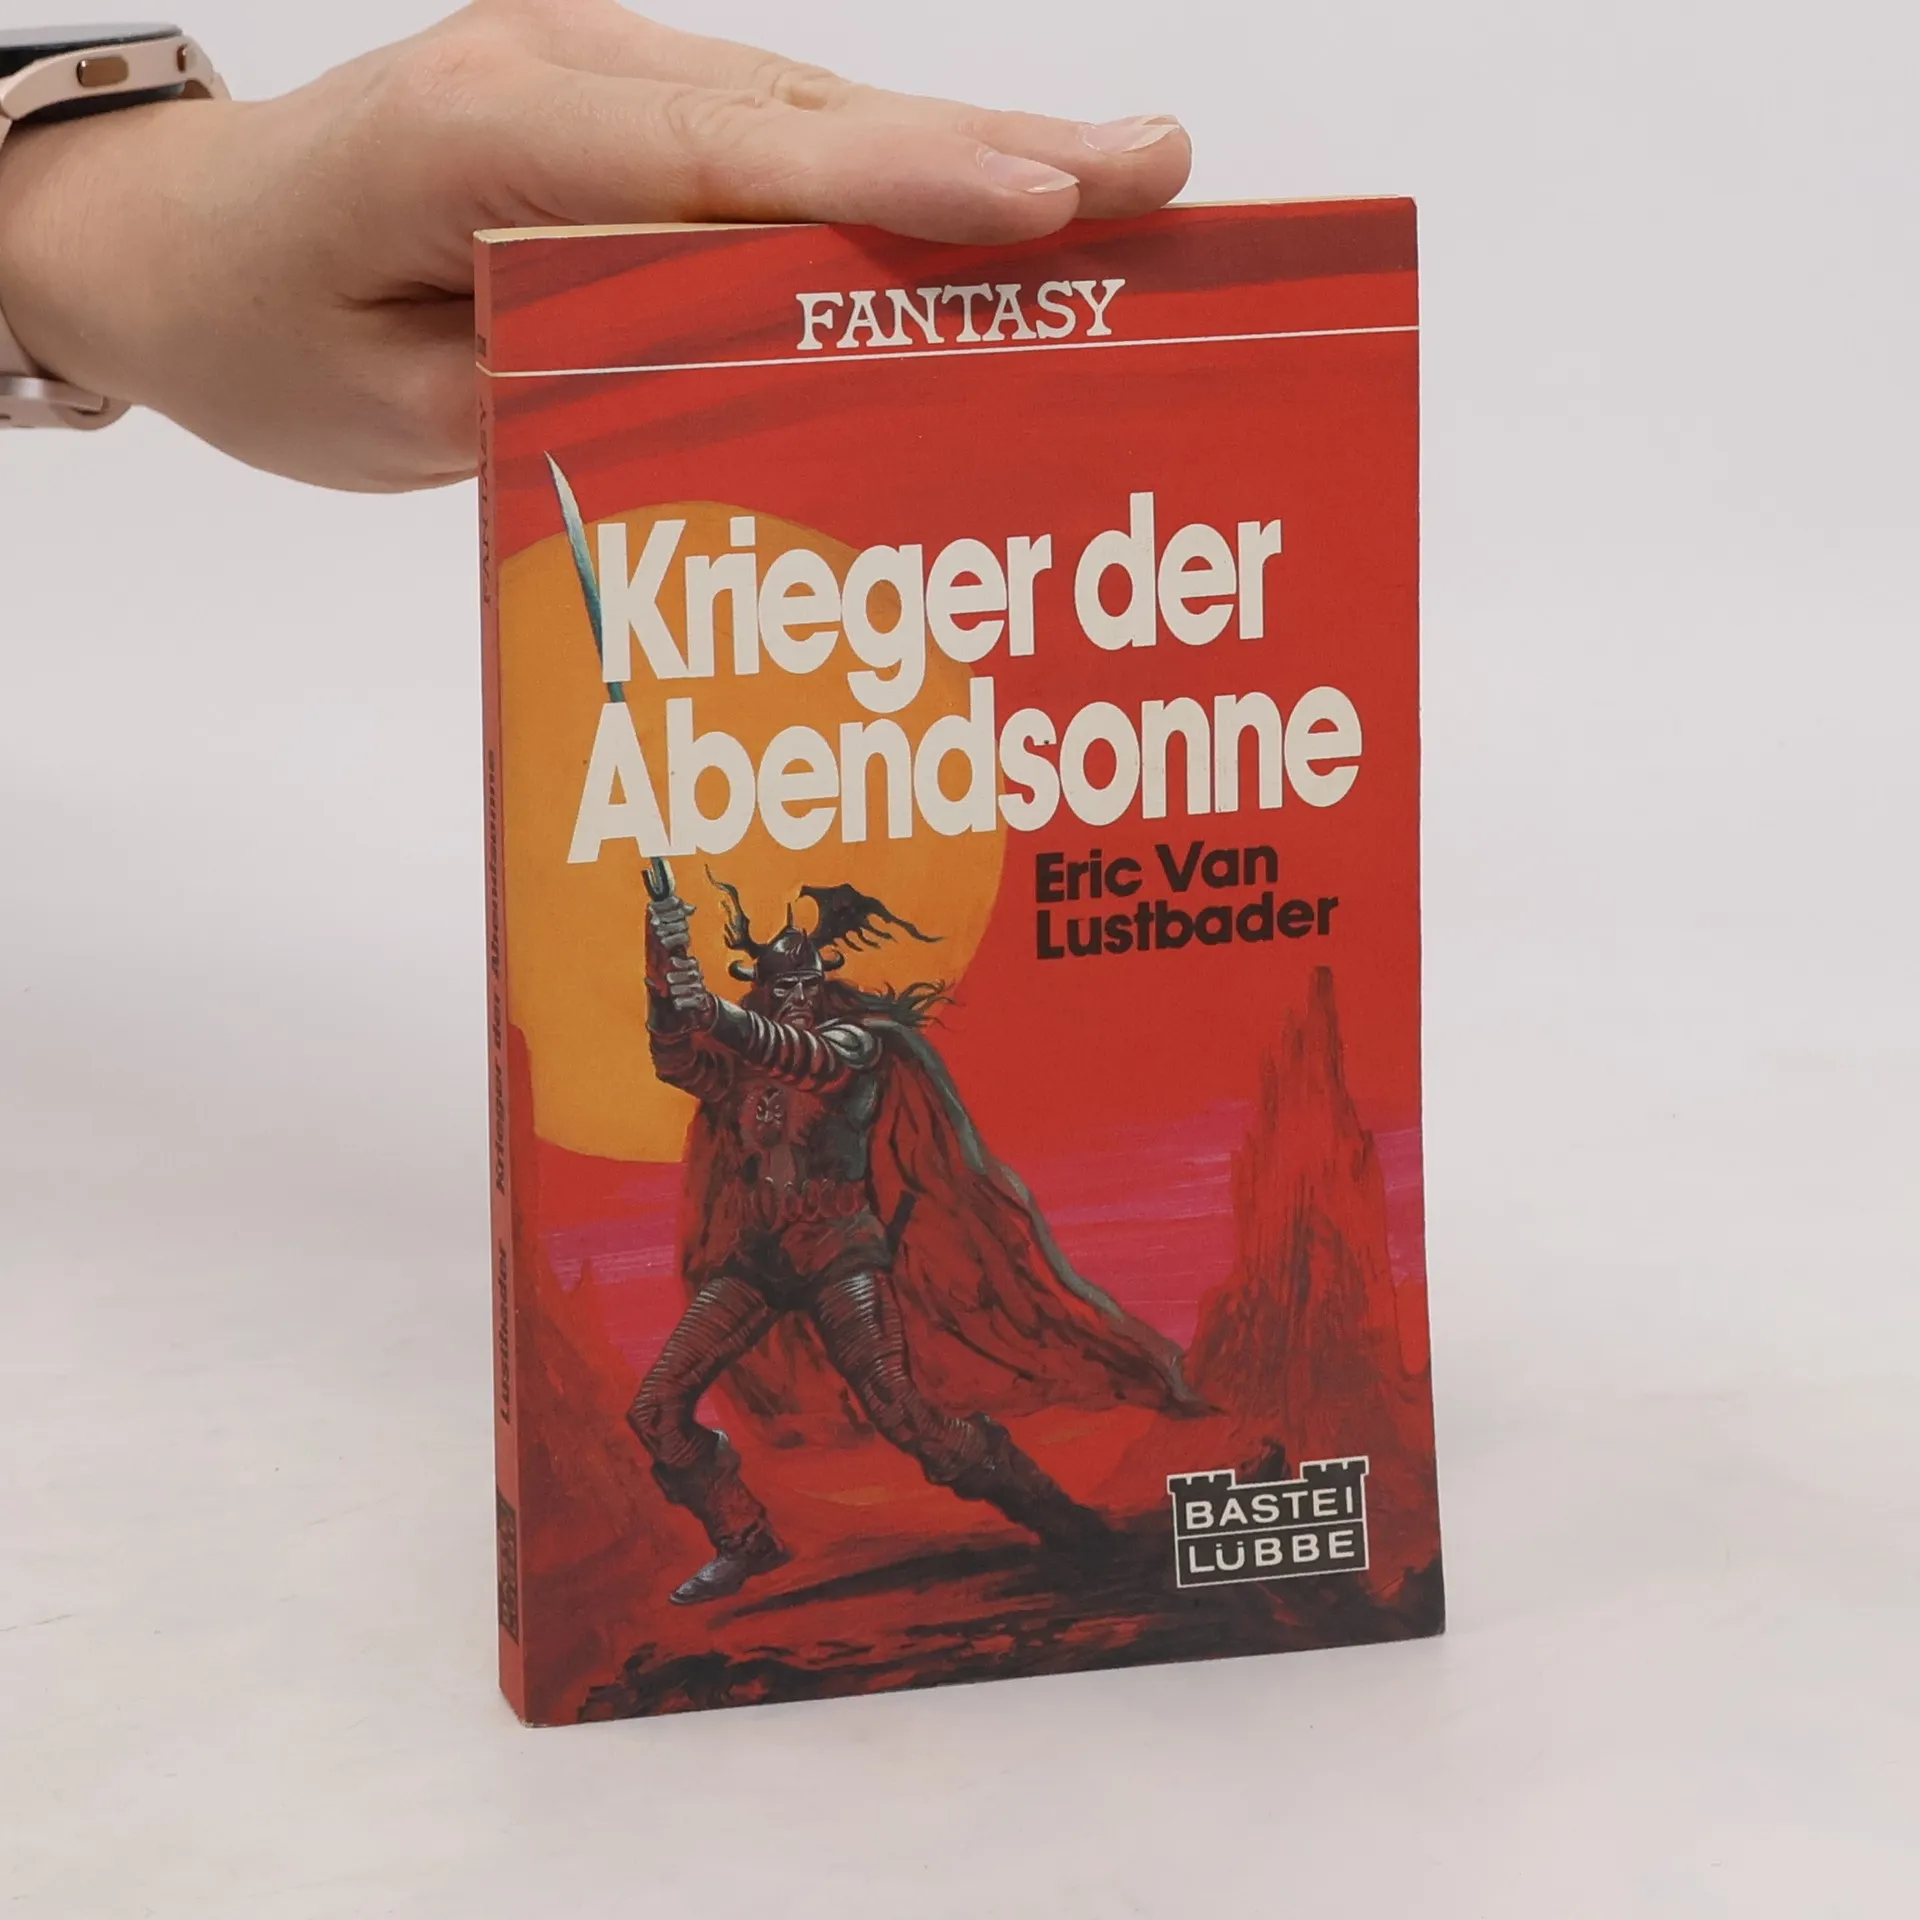 FANTASY
Krieger der
Abendsonne
Eric Van
Lustbader
BASTEI
LÜBBE
Lustbader Krieger der Abendsonne FANTASY